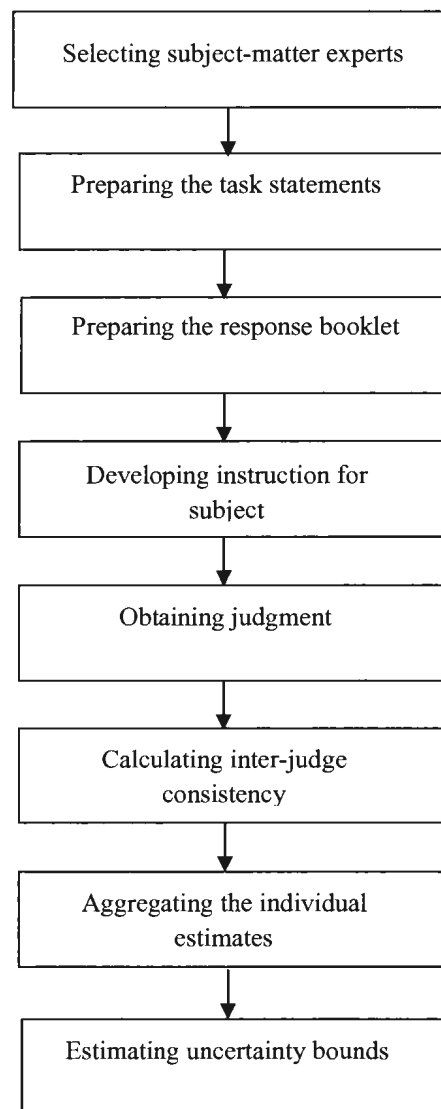 Selecting subject-matter experts
Preparing the task statements
Preparing the response booklet
Developing instruction for
subject
Obtaining judgment
Calculating inter-judge
consistency
Aggregating the individual
estimates
Estimating uncertainty bounds